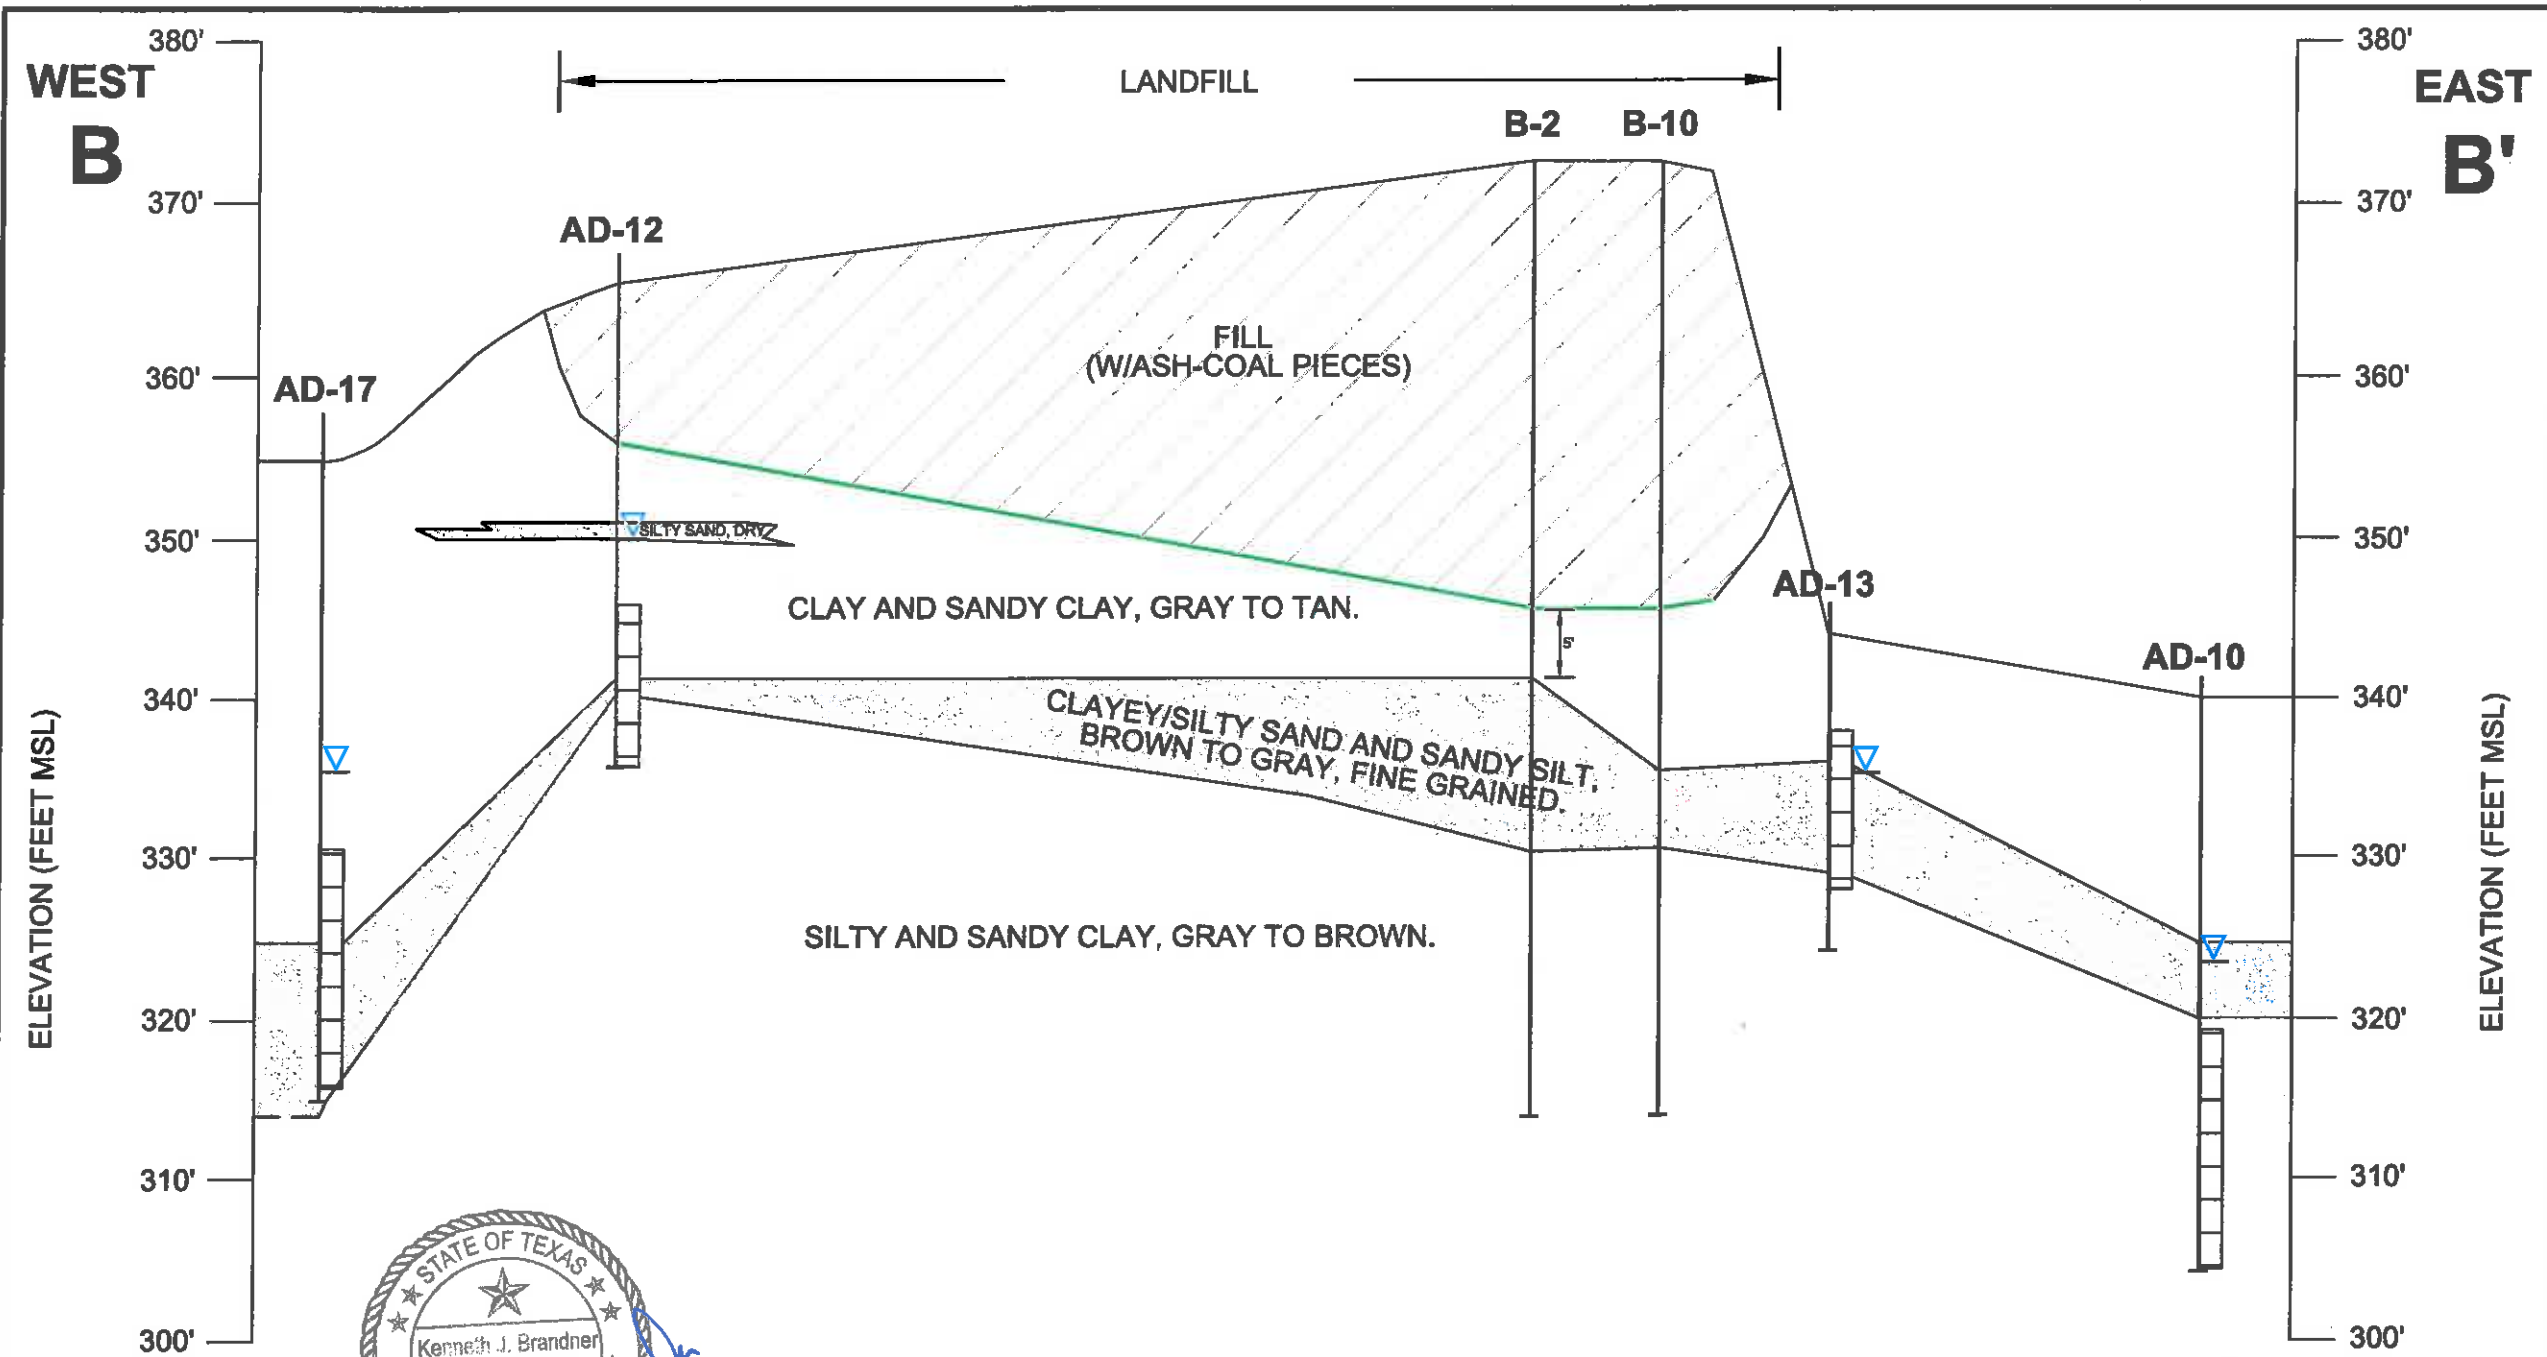 WEST
B
EAST
B'
LANDFILL
B-2
B-10
AD-12
AD-17
AD-13
AD-10
FILL
(W/ASH-COAL PIECES)
SILTY SAND, DRY
CLAY AND SANDY CLAY, GRAY TO TAN.
5'
CLAYEY/SILTY SAND AND SANDY SILT,
BROWN TO GRAY, FINE GRAINED.
SILTY AND SANDY CLAY, GRAY TO BROWN.
ELEVATION (FEET MSL)
380'
370'
360'
350'
340'
330'
320'
310'
300'
ELEVATION (FEET MSL)
380'
370'
360'
350'
340'
330'
320'
310'
300'
STATE OF TEXAS
Kenneth J. Brandner